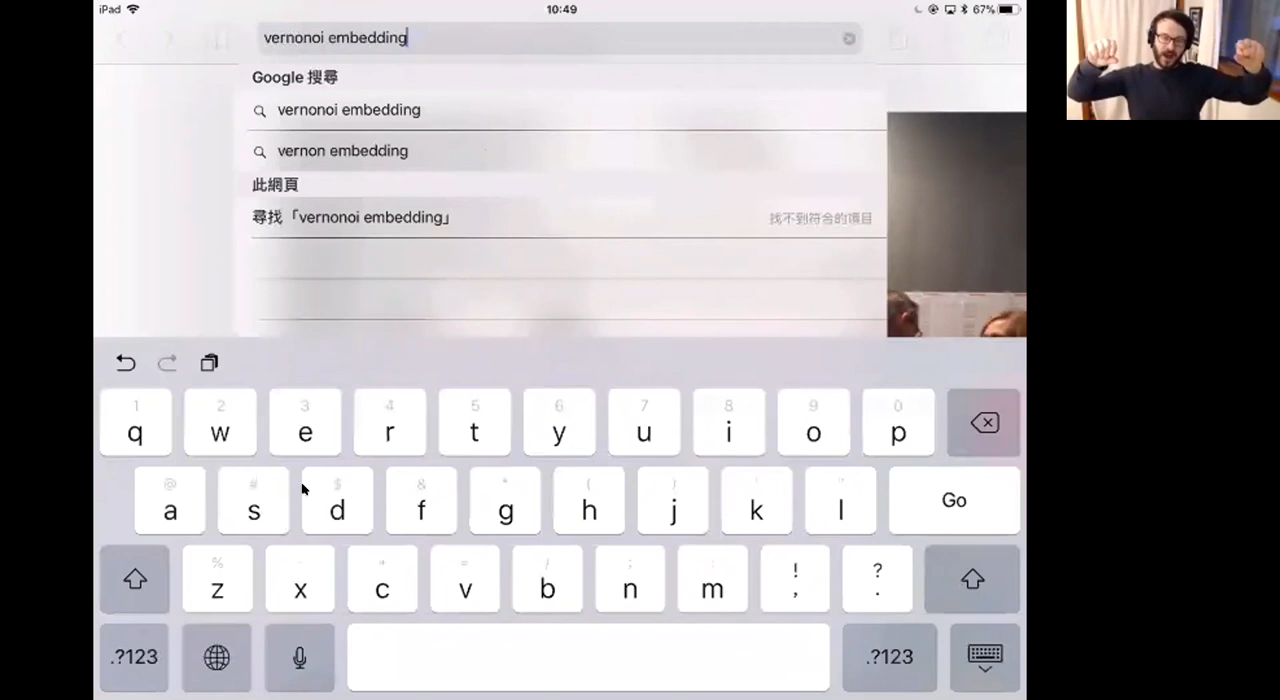 iPad 10:49 67%
vernonoi embedding
Google 搜尋
vernonoi embedding
vernon embedding
此網頁
尋找「vernonoi embedding」 找不到符合的項目
1 2 3 4 5 6 7 8 9 0
q w e r t y u i o p
@ # $ & * ( ) ' "
a s d f g h j k l Go
% - + = / ; : ! ?
z x c v b n m , .
.?123 .?123